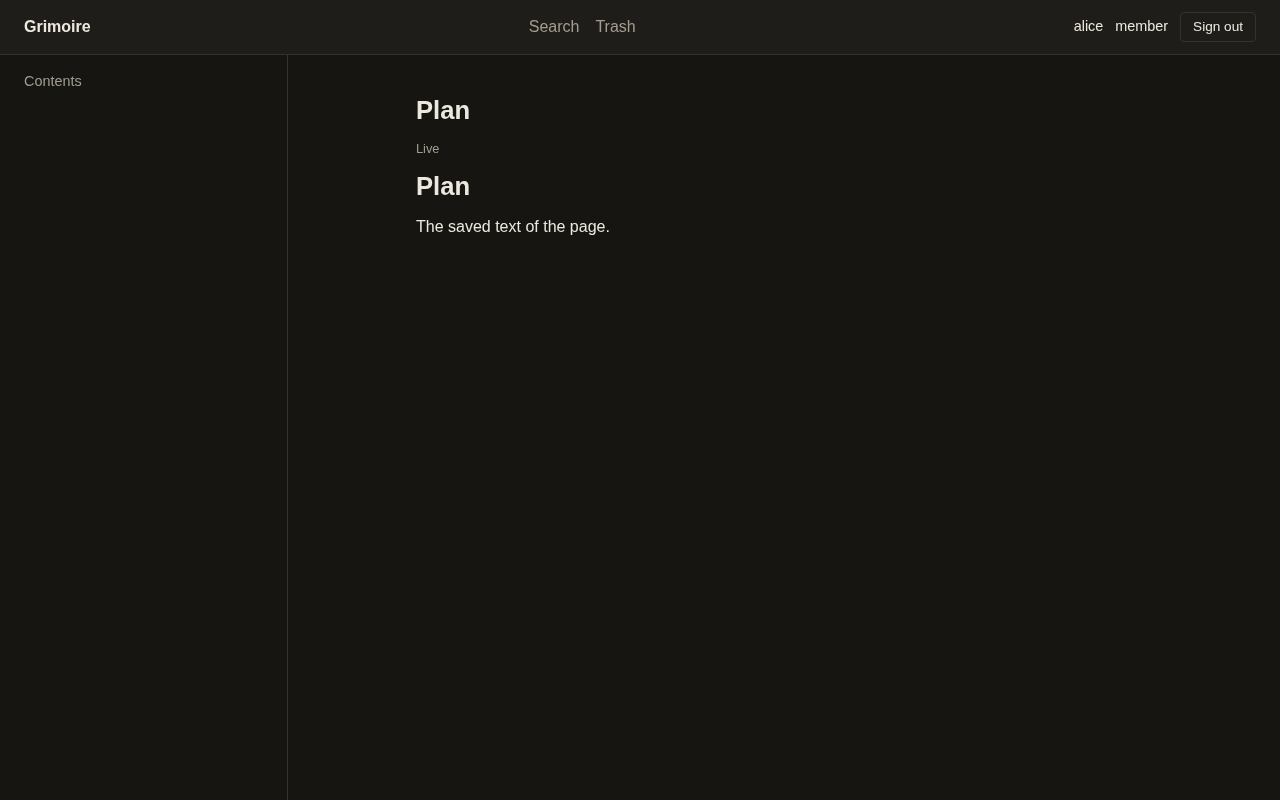 Grimoire
Search Trash
alice member Sign out
Contents
Plan
Live
Plan
The saved text of the page.